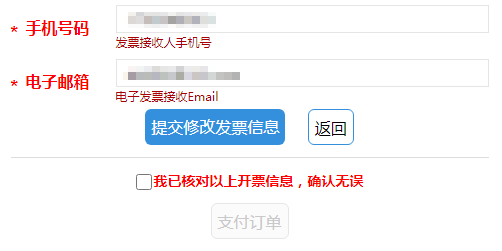 * 手机号码
发票接收人手机号
* 电子邮箱
电子发票接收Email
提交修改发票信息 返回
我已核对以上开票信息，确认无误
支付订单